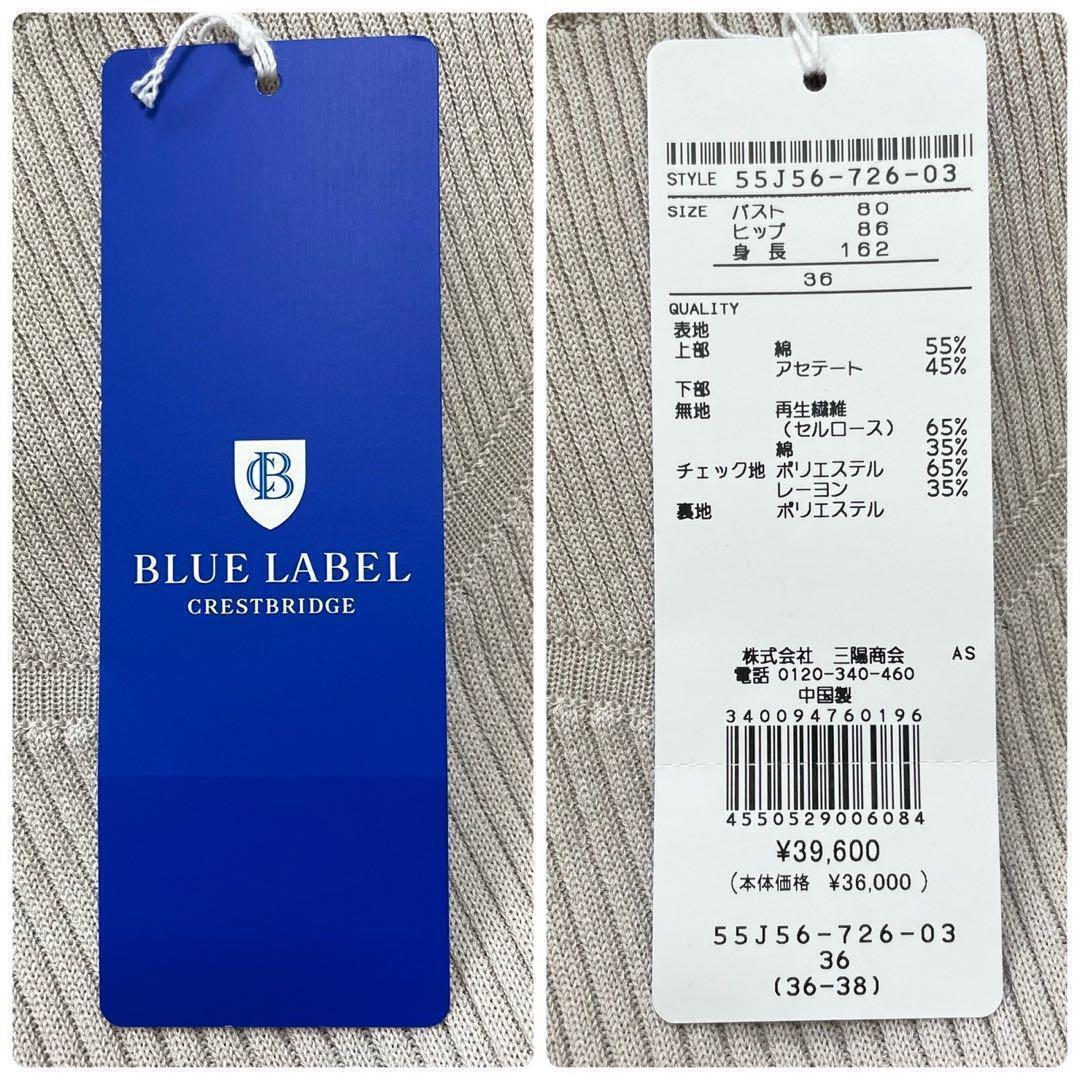 CB
BLUE LABEL
CRESTBRIDGE
STYLE 55J56-726-03
SIZE バスト 80
ヒップ 86
身長 162
36
QUALITY
表地
上部 綿 55%
アセテート 45%
下部
無地 再生繊維
(セルロース) 65%
綿 35%
チェック地 ポリエステル 65%
レーヨン 35%
裏地 ポリエステル
株式会社 三陽商会 AS
電話 0120-340-460
中国製
340094760196
4550529006084
¥39,600
(本体価格 ¥36,000)
55J56-726-03
36
(36-38)